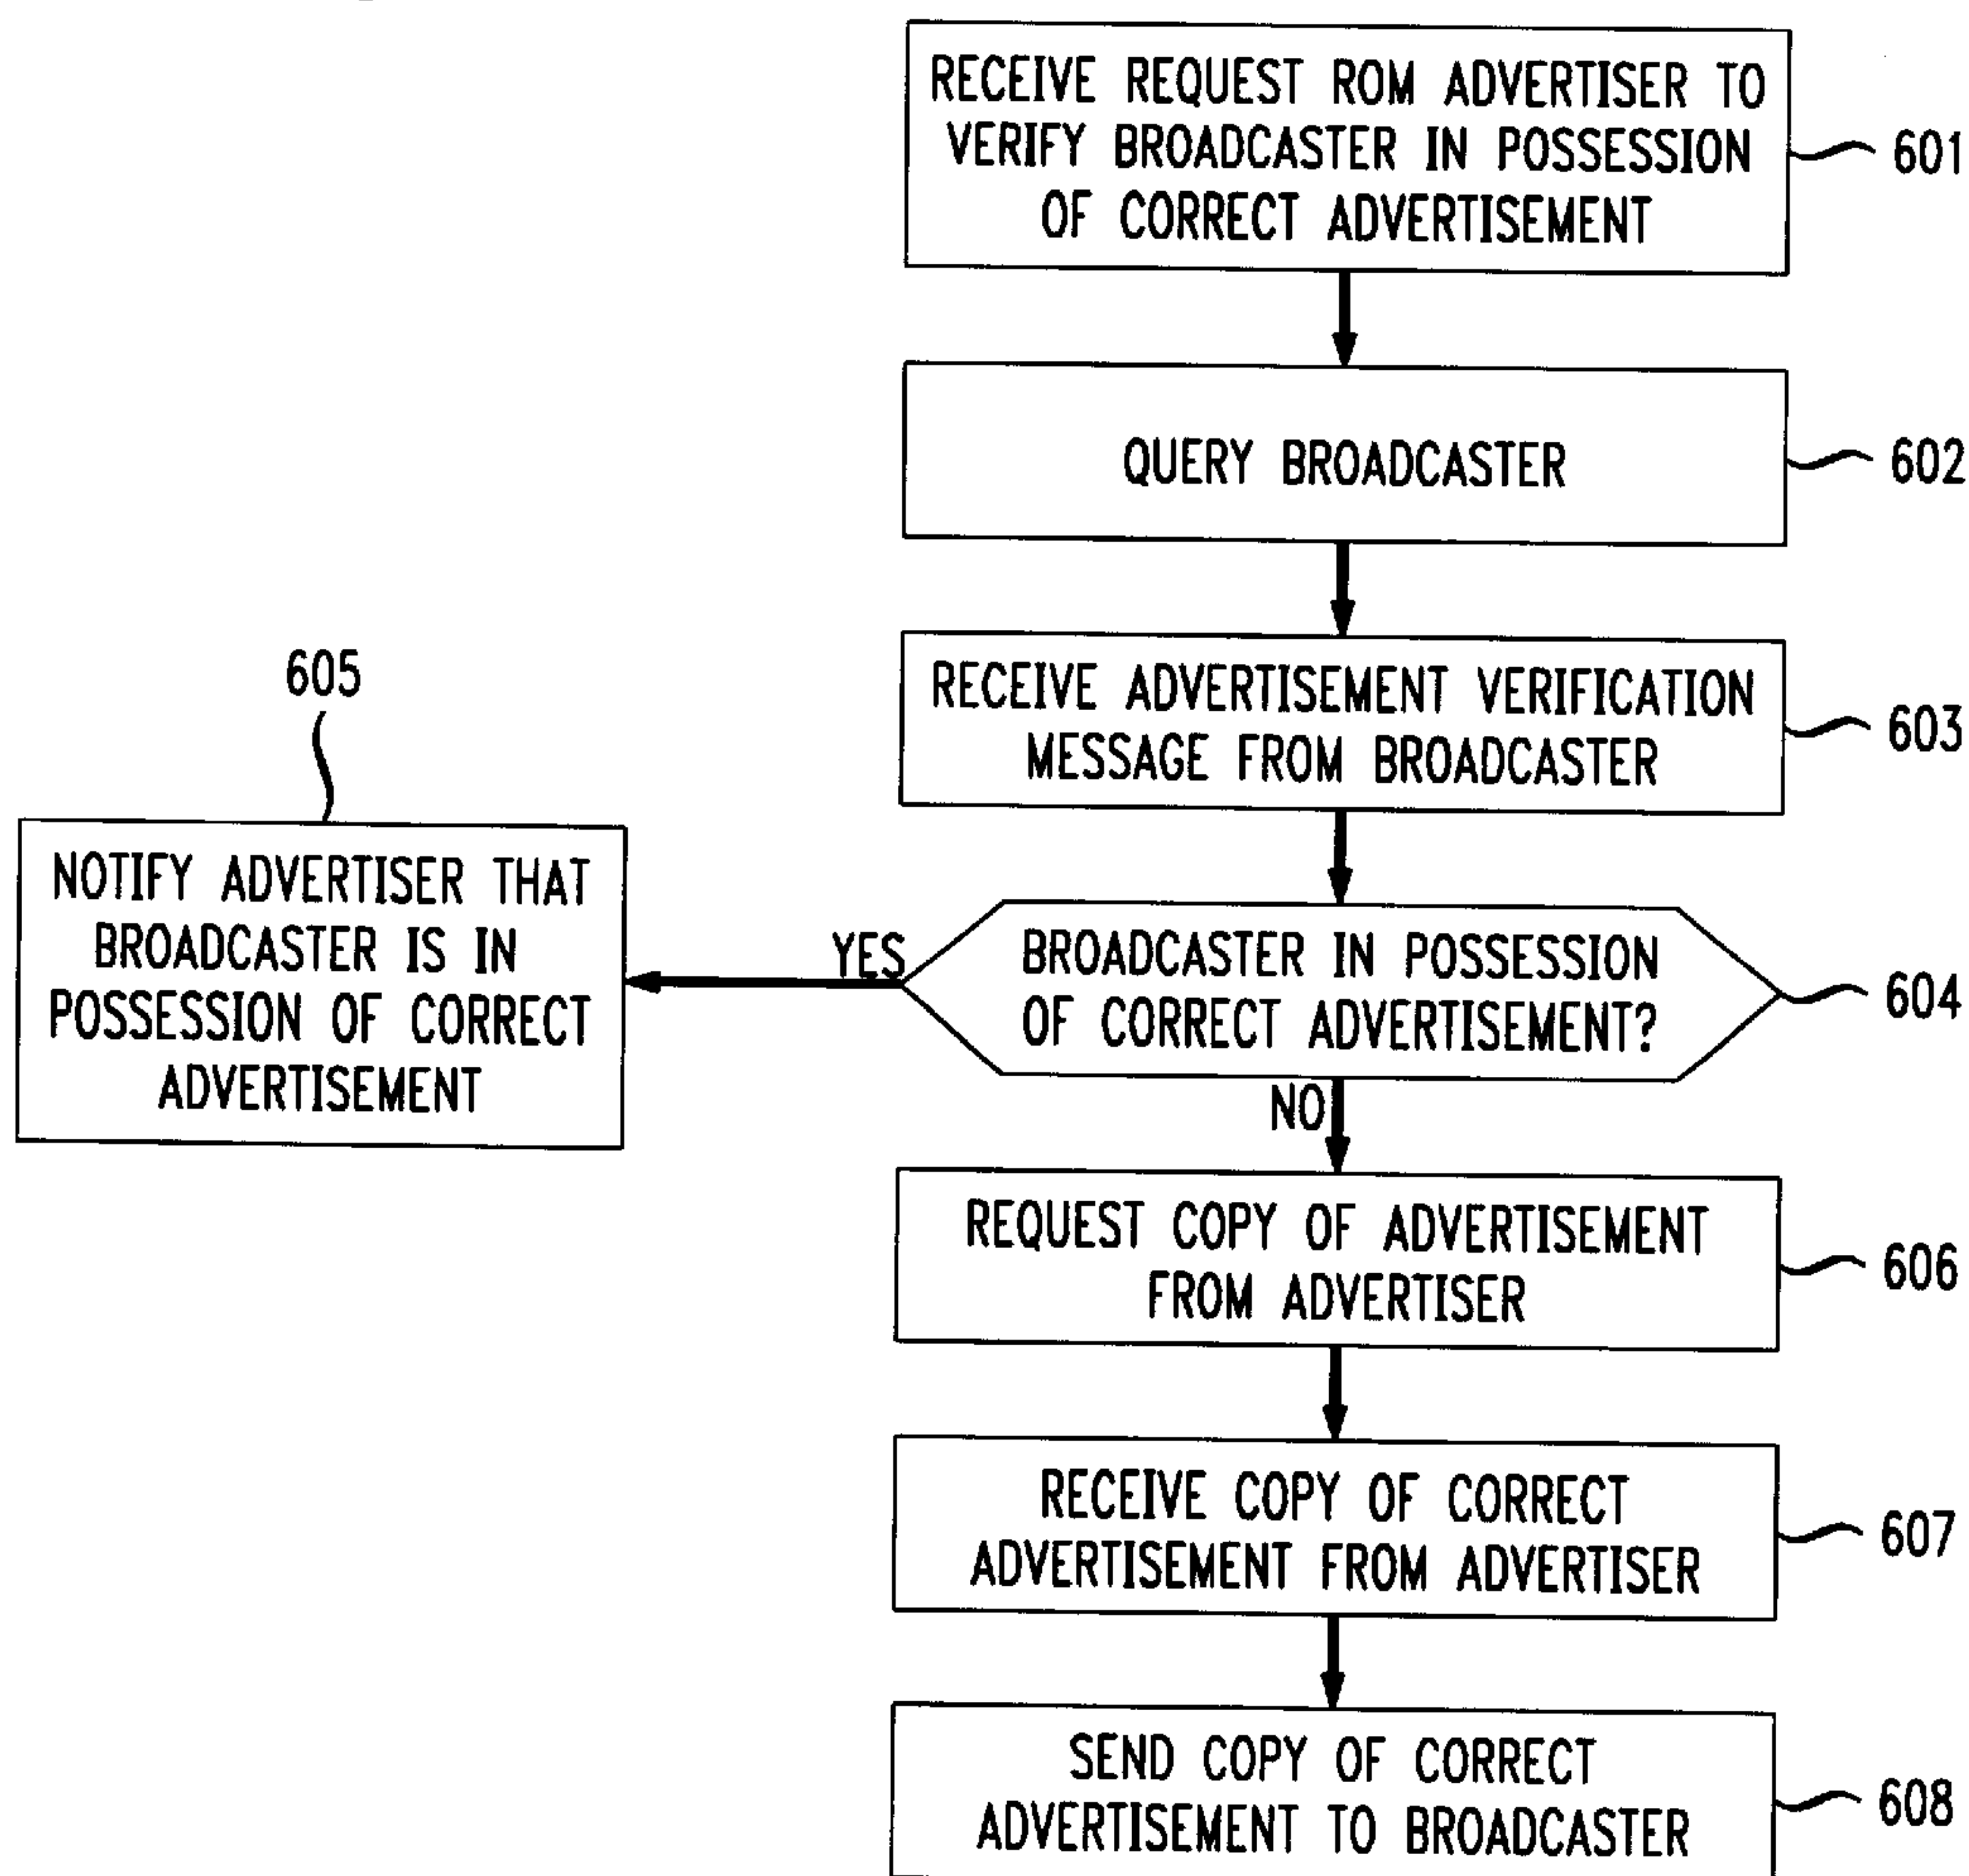 RECEIVE REQUEST ROM ADVERTISER TO
VERIFY BROADCASTER IN POSSESSION
OF CORRECT ADVERTISEMENT
601
QUERY BROADCASTER
602
RECEIVE ADVERTISEMENT VERIFICATION
MESSAGE FROM BROADCASTER
603
605
NOTIFY ADVERTISER THAT
BROADCASTER IS IN
POSSESSION OF CORRECT
ADVERTISEMENT
YES
BROADCASTER IN POSSESSION
OF CORRECT ADVERTISEMENT?
604
NO
REQUEST COPY OF ADVERTISEMENT
FROM ADVERTISER
606
RECEIVE COPY OF CORRECT
ADVERTISEMENT FROM ADVERTISER
607
SEND COPY OF CORRECT
ADVERTISEMENT TO BROADCASTER
608